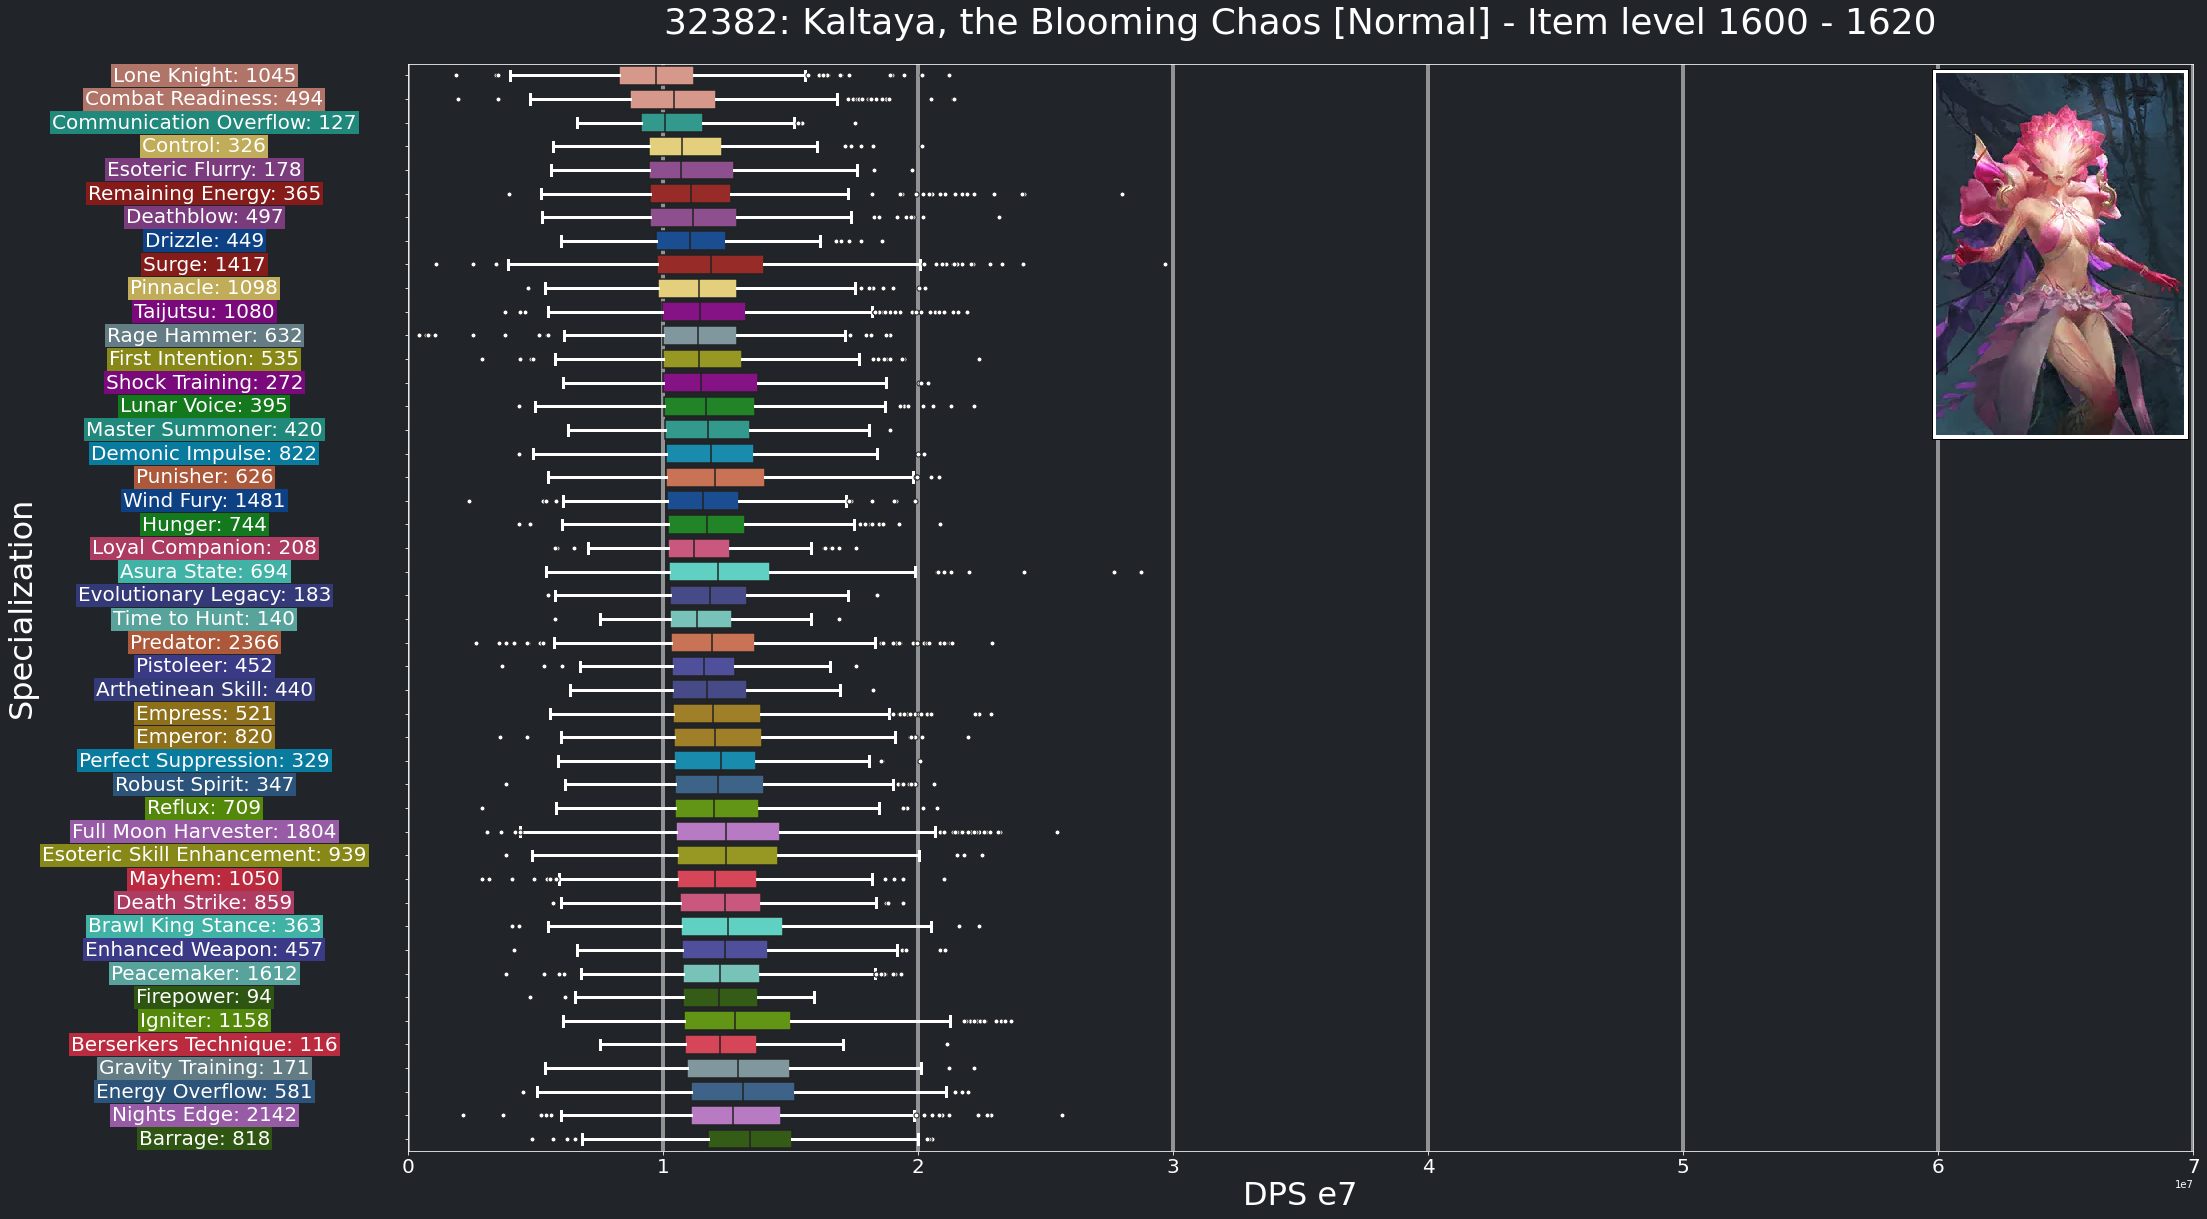 32382: Kaltaya, the Blooming Chaos [Normal] - Item level 1600 - 1620
Specialization
Lone Knight: 1045
Combat Readiness: 494
Communication Overflow: 127
Control: 326
Esoteric Flurry: 178
Remaining Energy: 365
Deathblow: 497
Drizzle: 449
Surge: 1417
Pinnacle: 1098
Taijutsu: 1080
Rage Hammer: 632
First Intention: 535
Shock Training: 272
Lunar Voice: 395
Master Summoner: 420
Demonic Impulse: 822
Punisher: 626
Wind Fury: 1481
Hunger: 744
Loyal Companion: 208
Asura State: 694
Evolutionary Legacy: 183
Time to Hunt: 140
Predator: 2366
Pistoleer: 452
Arthetinean Skill: 440
Empress: 521
Emperor: 820
Perfect Suppression: 329
Robust Spirit: 347
Reflux: 709
Full Moon Harvester: 1804
Esoteric Skill Enhancement: 939
Mayhem: 1050
Death Strike: 859
Brawl King Stance: 363
Enhanced Weapon: 457
Peacemaker: 1612
Firepower: 94
Igniter: 1158
Berserkers Technique: 116
Gravity Training: 171
Energy Overflow: 581
Nights Edge: 2142
Barrage: 818
0 1 2 3 4 5 6 7
1e7
DPS e7